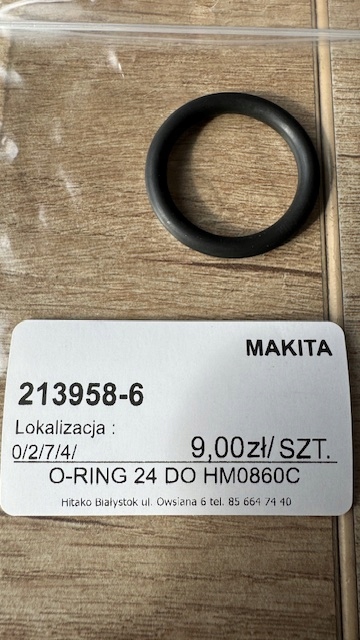 MAKITA
213958-6
Lokalizacja :
0/2/7/4/ 9,00zł/ SZT.
O-RING 24 DO HM0860C
Hitako Białystok ul. Owsiana 6 tel. 85 664 74 40